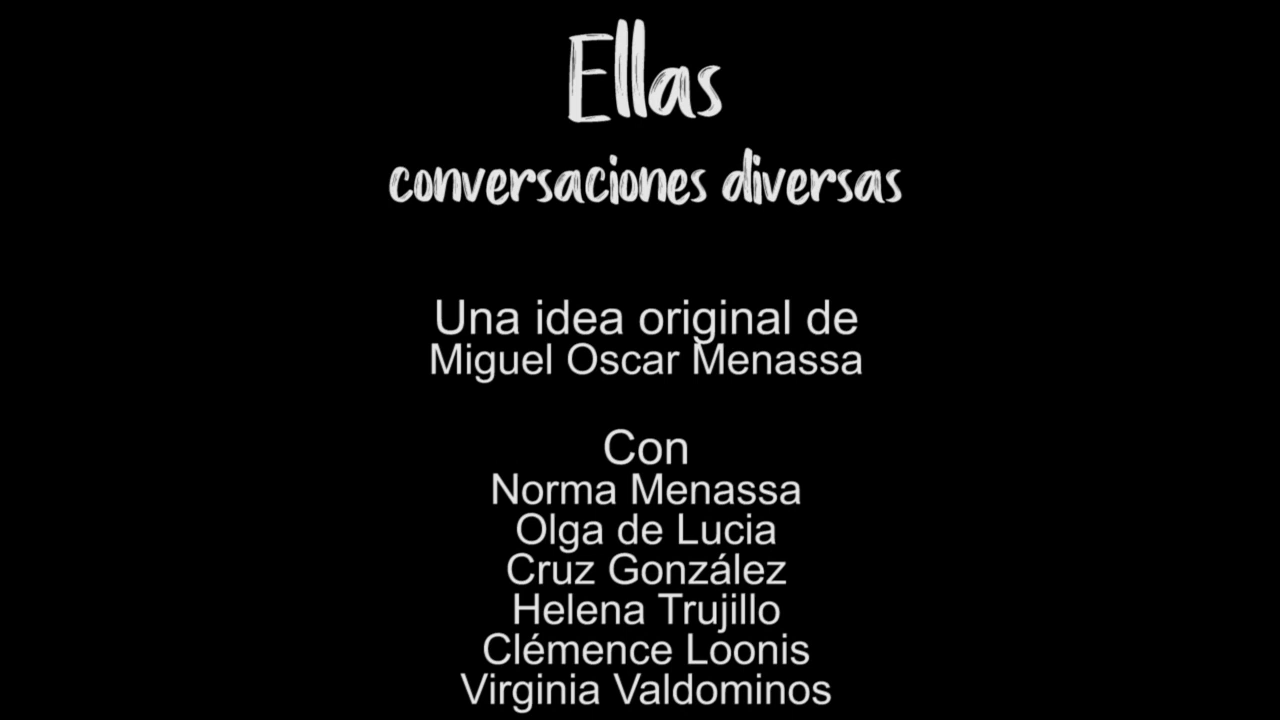 Ellas
conversaciones diversas
Una idea original de
Miguel Oscar Menassa
Con
Norma Menassa
Olga de Lucia
Cruz González
Helena Trujillo
Clémence Loonis
Virginia Valdominos